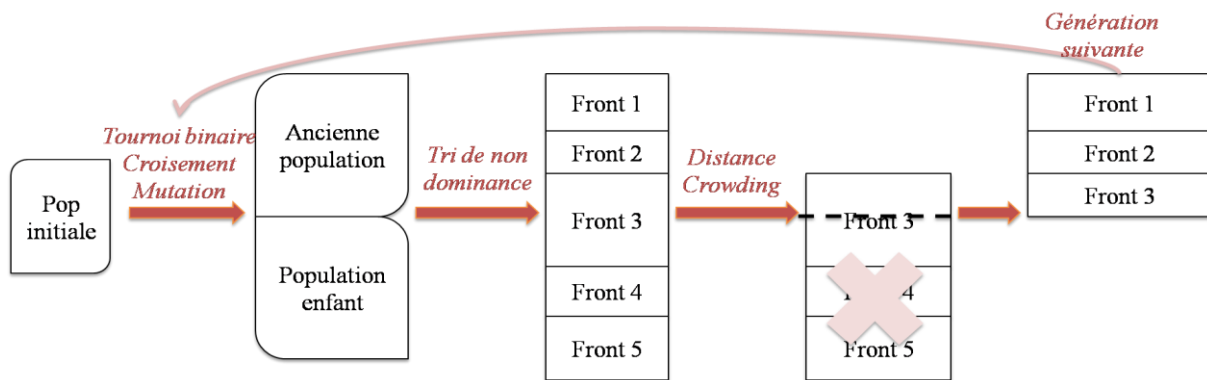 Génération
suivante
Tournoi binaire
Croisement
Mutation
Pop
initiale
Ancienne
population
Population
enfant
Tri de non
dominance
Front 1
Front 2
Front 3
Front 4
Front 5
Distance
Crowding
Front 3
4
Front 5
Front 1
Front 2
Front 3